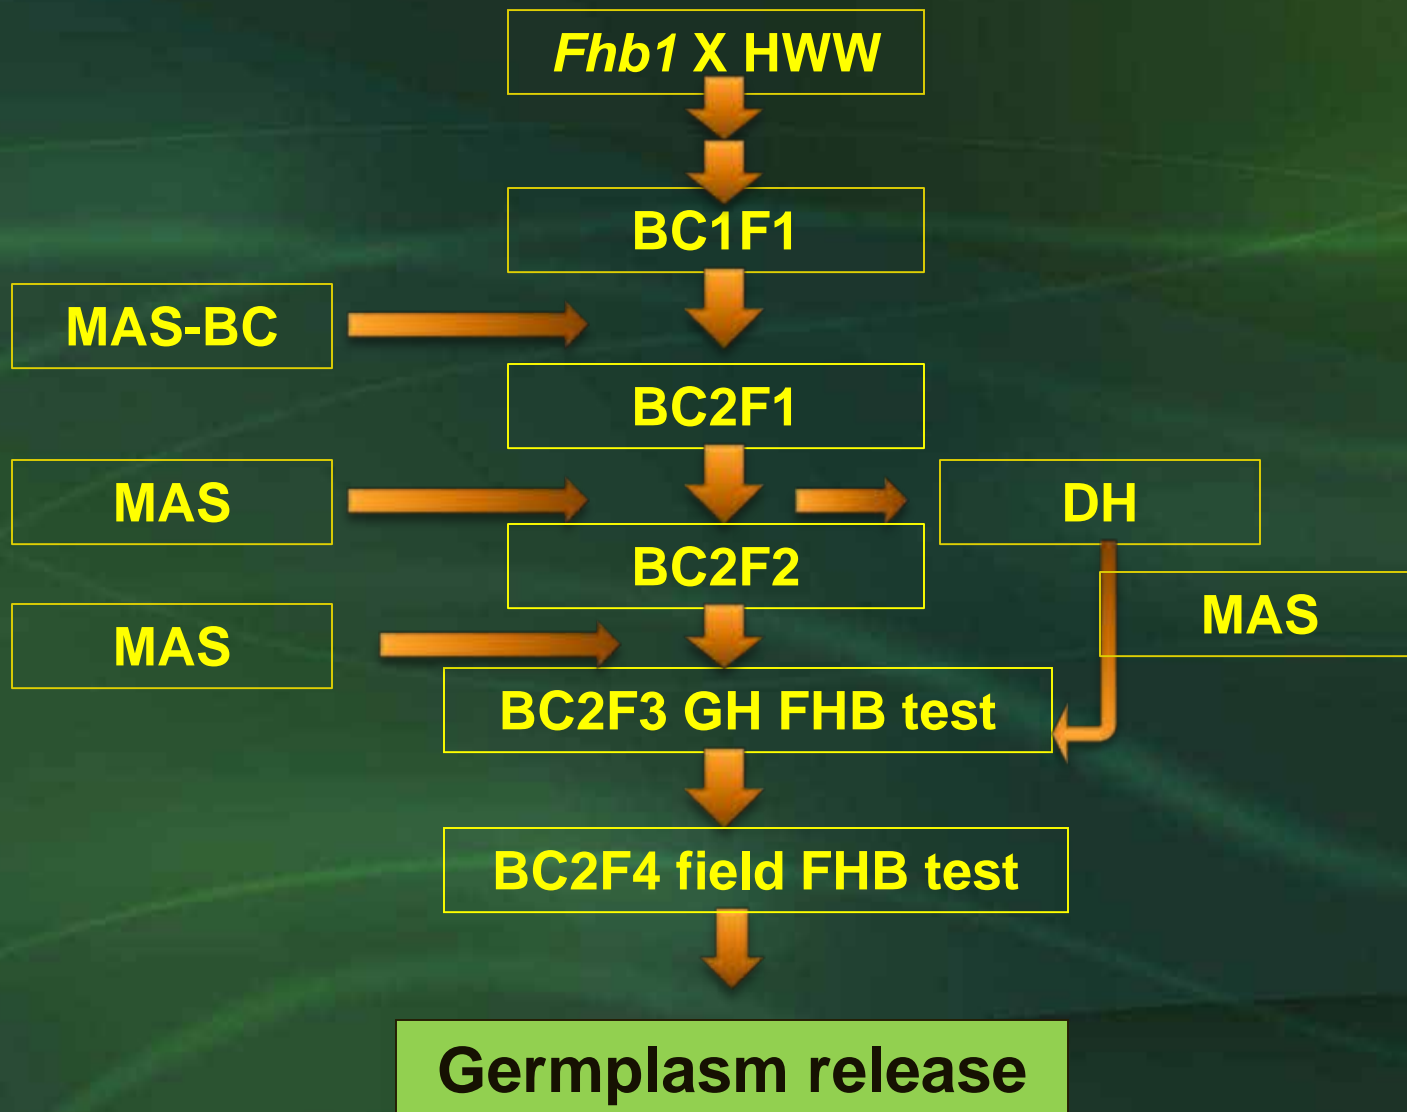 Fhb1 X HWW
BC1F1
MAS-BC
BC2F1
MAS
DH
BC2F2
MAS
MAS
BC2F3 GH FHB test
BC2F4 field FHB test
Germplasm release